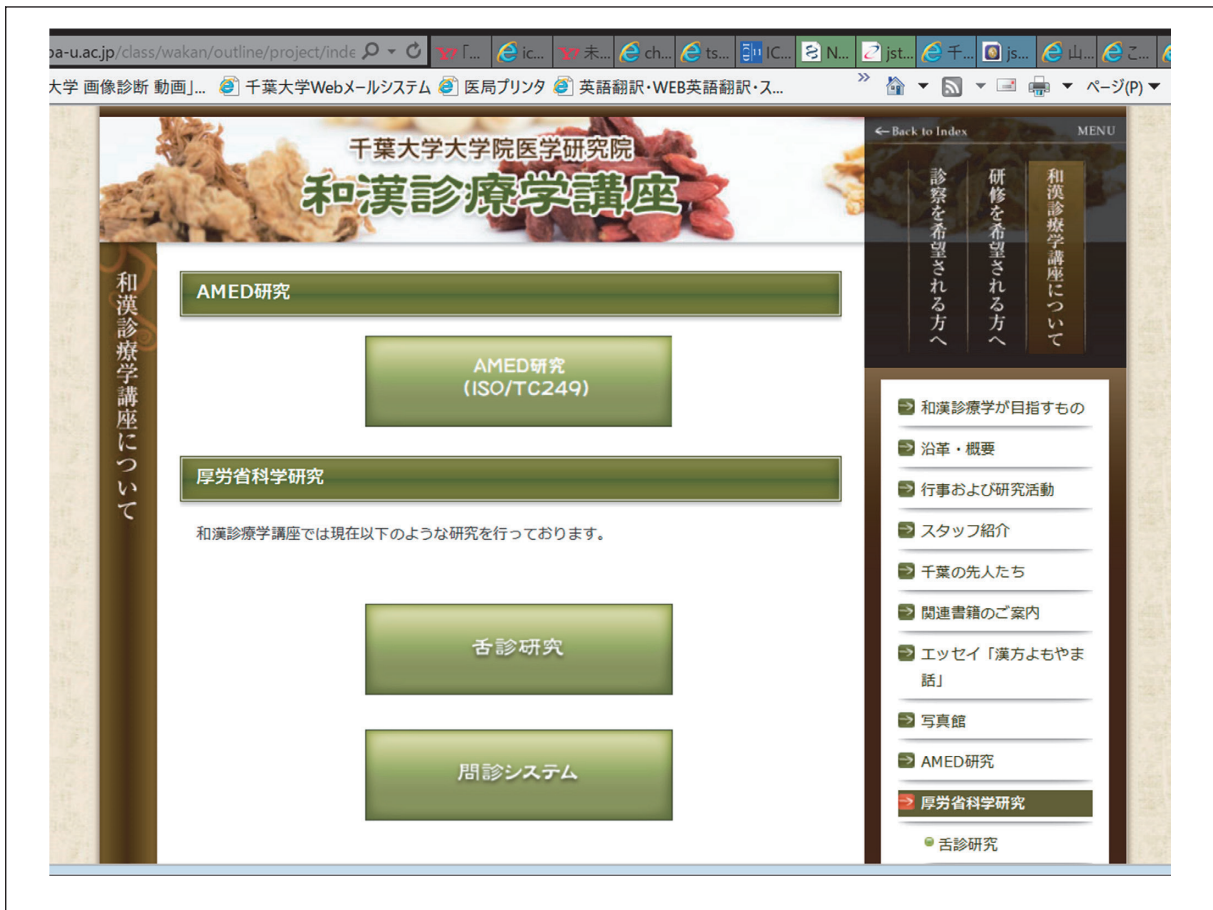 ba-u.ac.jp/class/wakan/outline/project/inde
「... ic... 未... ch... ts... IC... N... jst... 千... js... 山... こ...
大学 画像診断 動画」... 千葉大学Webメールシステム 医局プリンタ 英語翻訳・WEB英語翻訳・ス... » ページ(P)
千葉大学大学院医学研究院
和漢診療学講座
Back to Index MENU
和漢診療学講座について
研修を希望される方へ
診察を希望される方へ
和漢診療学講座について
AMED研究
AMED研究
(ISO/TC249)
厚労省科学研究
和漢診療学講座では現在以下のような研究を行っております。
舌診研究
問診システム
和漢診療学が目指すもの
沿革・概要
行事および研究活動
スタッフ紹介
千葉の先人たち
関連書籍のご案内
エッセイ「漢方よもやま
話」
写真館
AMED研究
厚労省科学研究
舌診研究